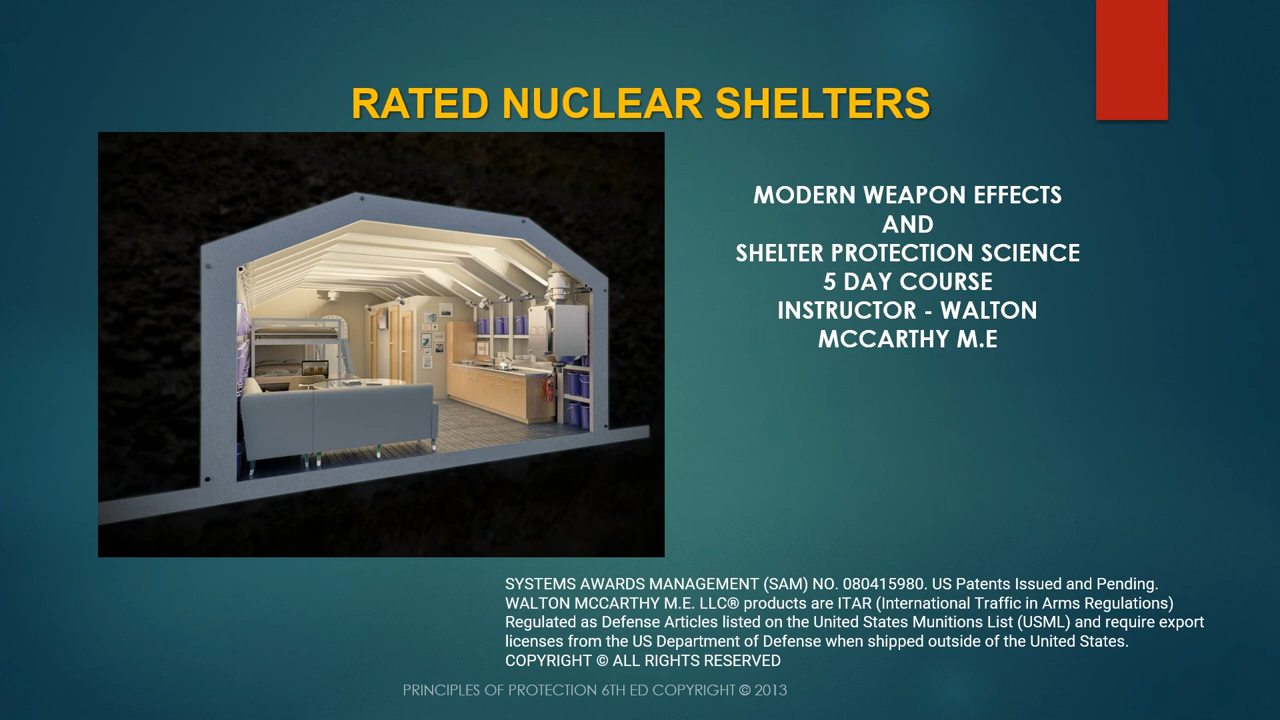 RATED NUCLEAR SHELTERS
MODERN WEAPON EFFECTS
AND
SHELTER PROTECTION SCIENCE
5 DAY COURSE
INSTRUCTOR - WALTON
MCCARTHY M.E
SYSTEMS AWARDS MANAGEMENT (SAM) NO. 080415980. US Patents Issued and Pending.
WALTON MCCARTHY M.E. LLC® products are ITAR (International Traffic in Arms Regulations)
Regulated as Defense Articles listed on the United States Munitions List (USML) and require export
licenses from the US Department of Defense when shipped outside of the United States.
COPYRIGHT © ALL RIGHTS RESERVED
PRINCIPLES OF PROTECTION 6TH ED COPYRIGHT © 2013